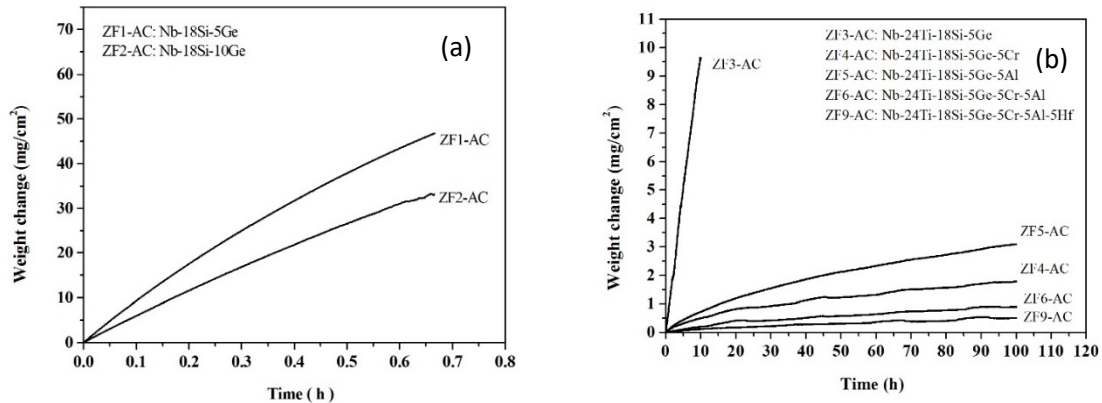 ZF1-AC: Nb-18Si-5Ge
ZF2-AC: Nb-18Si-10Ge
(a)
ZF1-AC
ZF2-AC
Weight change (mg/cm²)
70
60
50
40
30
20
10
0
0.0 0.1 0.2 0.3 0.4 0.5 0.6 0.7 0.8
Time ( h )
ZF3-AC: Nb-24Ti-18Si-5Ge
ZF4-AC: Nb-24Ti-18Si-5Ge-5Cr
ZF5-AC: Nb-24Ti-18Si-5Ge-5Al
ZF6-AC: Nb-24Ti-18Si-5Ge-5Cr-5Al
ZF9-AC: Nb-24Ti-18Si-5Ge-5Cr-5Al-5Hf
(b)
ZF3-AC
ZF5-AC
ZF4-AC
ZF6-AC
ZF9-AC
Weight change (mg/cm²)
11
10
9
8
7
6
5
4
3
2
1
0
0 10 20 30 40 50 60 70 80 90 100 110 120
Time (h)